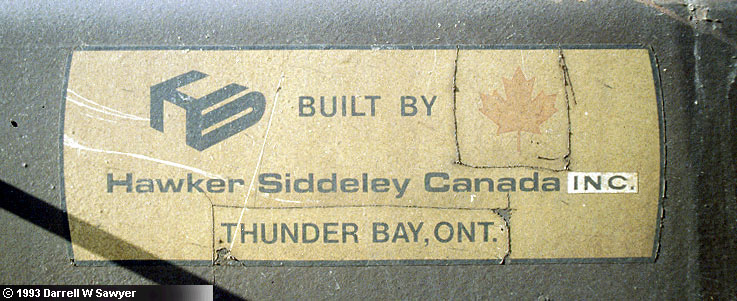 BUILT BY
Hawker Siddeley Canada INC.
THUNDER BAY, ONT.
© 1993 Darrell W Sawyer